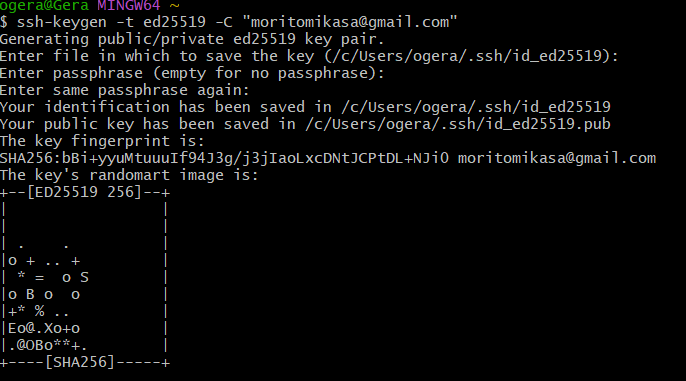 ogera@Gera MINGW64 ~
$ ssh-keygen -t ed25519 -C "moritomikasa@gmail.com"
Generating public/private ed25519 key pair.
Enter file in which to save the key (/c/Users/ogera/.ssh/id_ed25519):
Enter passphrase (empty for no passphrase):
Enter same passphrase again:
Your identification has been saved in /c/Users/ogera/.ssh/id_ed25519
Your public key has been saved in /c/Users/ogera/.ssh/id_ed25519.pub
The key fingerprint is:
SHA256:bBi+yyuMtuuuIf94J3g/j3jIaoLxcDNtJCPtDL+NJiO moritomikasa@gmail.com
The key's randomart image is:
+--[ED25519 256]--+
|                 |
|                 |
| .    .          |
|o + .. +         |
| * =  o S        |
|o B o  o         |
|+* % ..          |
|Eo@.Xo+o         |
|.@OBo**+.        |
+----[SHA256]-----+